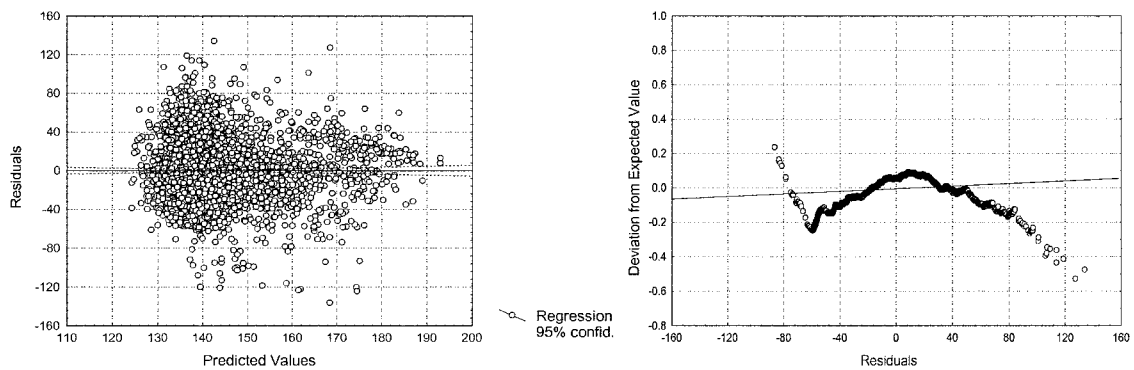 160
120
80
40
0
-40
-80
-120
-160
Residuals
110 120 130 140 150 160 170 180 190 200
Predicted Values
Regression
95% confid.
1.0
0.8
0.6
0.4
0.2
0.0
-0.2
-0.4
-0.6
-0.8
Deviation from Expected Value
-160 -120 -80 -40 0 40 80 120 160
Residuals